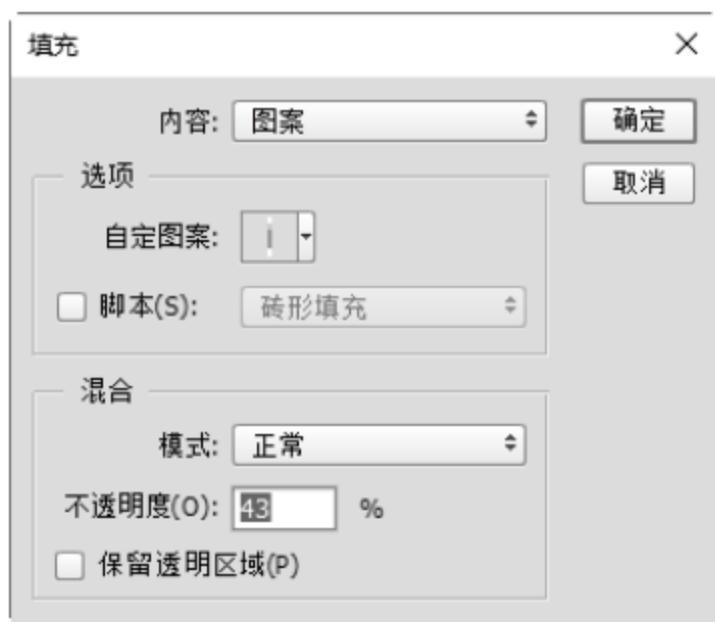 填充
内容: 图案
确定
选项
取消
自定图案:
脚本(S): 砖形填充
混合
模式: 正常
不透明度(O): 43 %
保留透明区域(P)